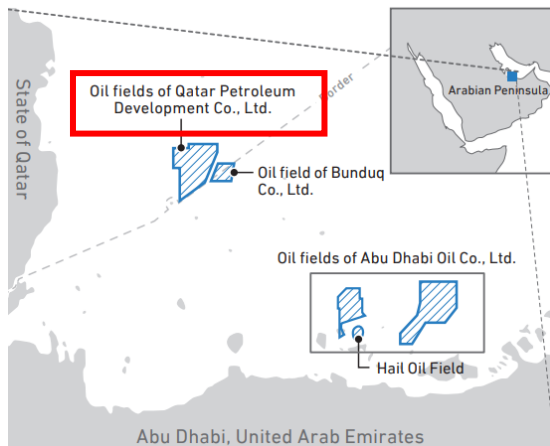 Oil fields of Qatar Petroleum
Development Co., Ltd.
Border
Arabian Peninsula
State of Qatar
Oil field of Bunduq
Co., Ltd.
Oil fields of Abu Dhabi Oil Co., Ltd.
Hail Oil Field
Abu Dhabi, United Arab Emirates